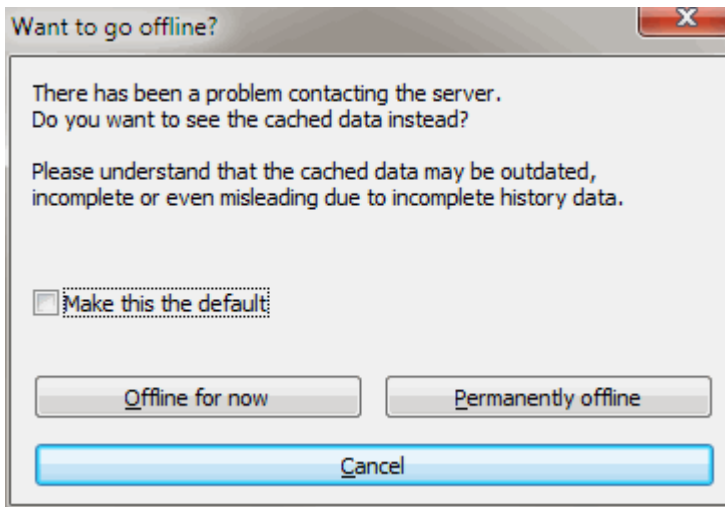 Want to go offline?
There has been a problem contacting the server.
Do you want to see the cached data instead?
Please understand that the cached data may be outdated,
incomplete or even misleading due to incomplete history data.
Make this the default
Offline for now
Permanently offline
Cancel